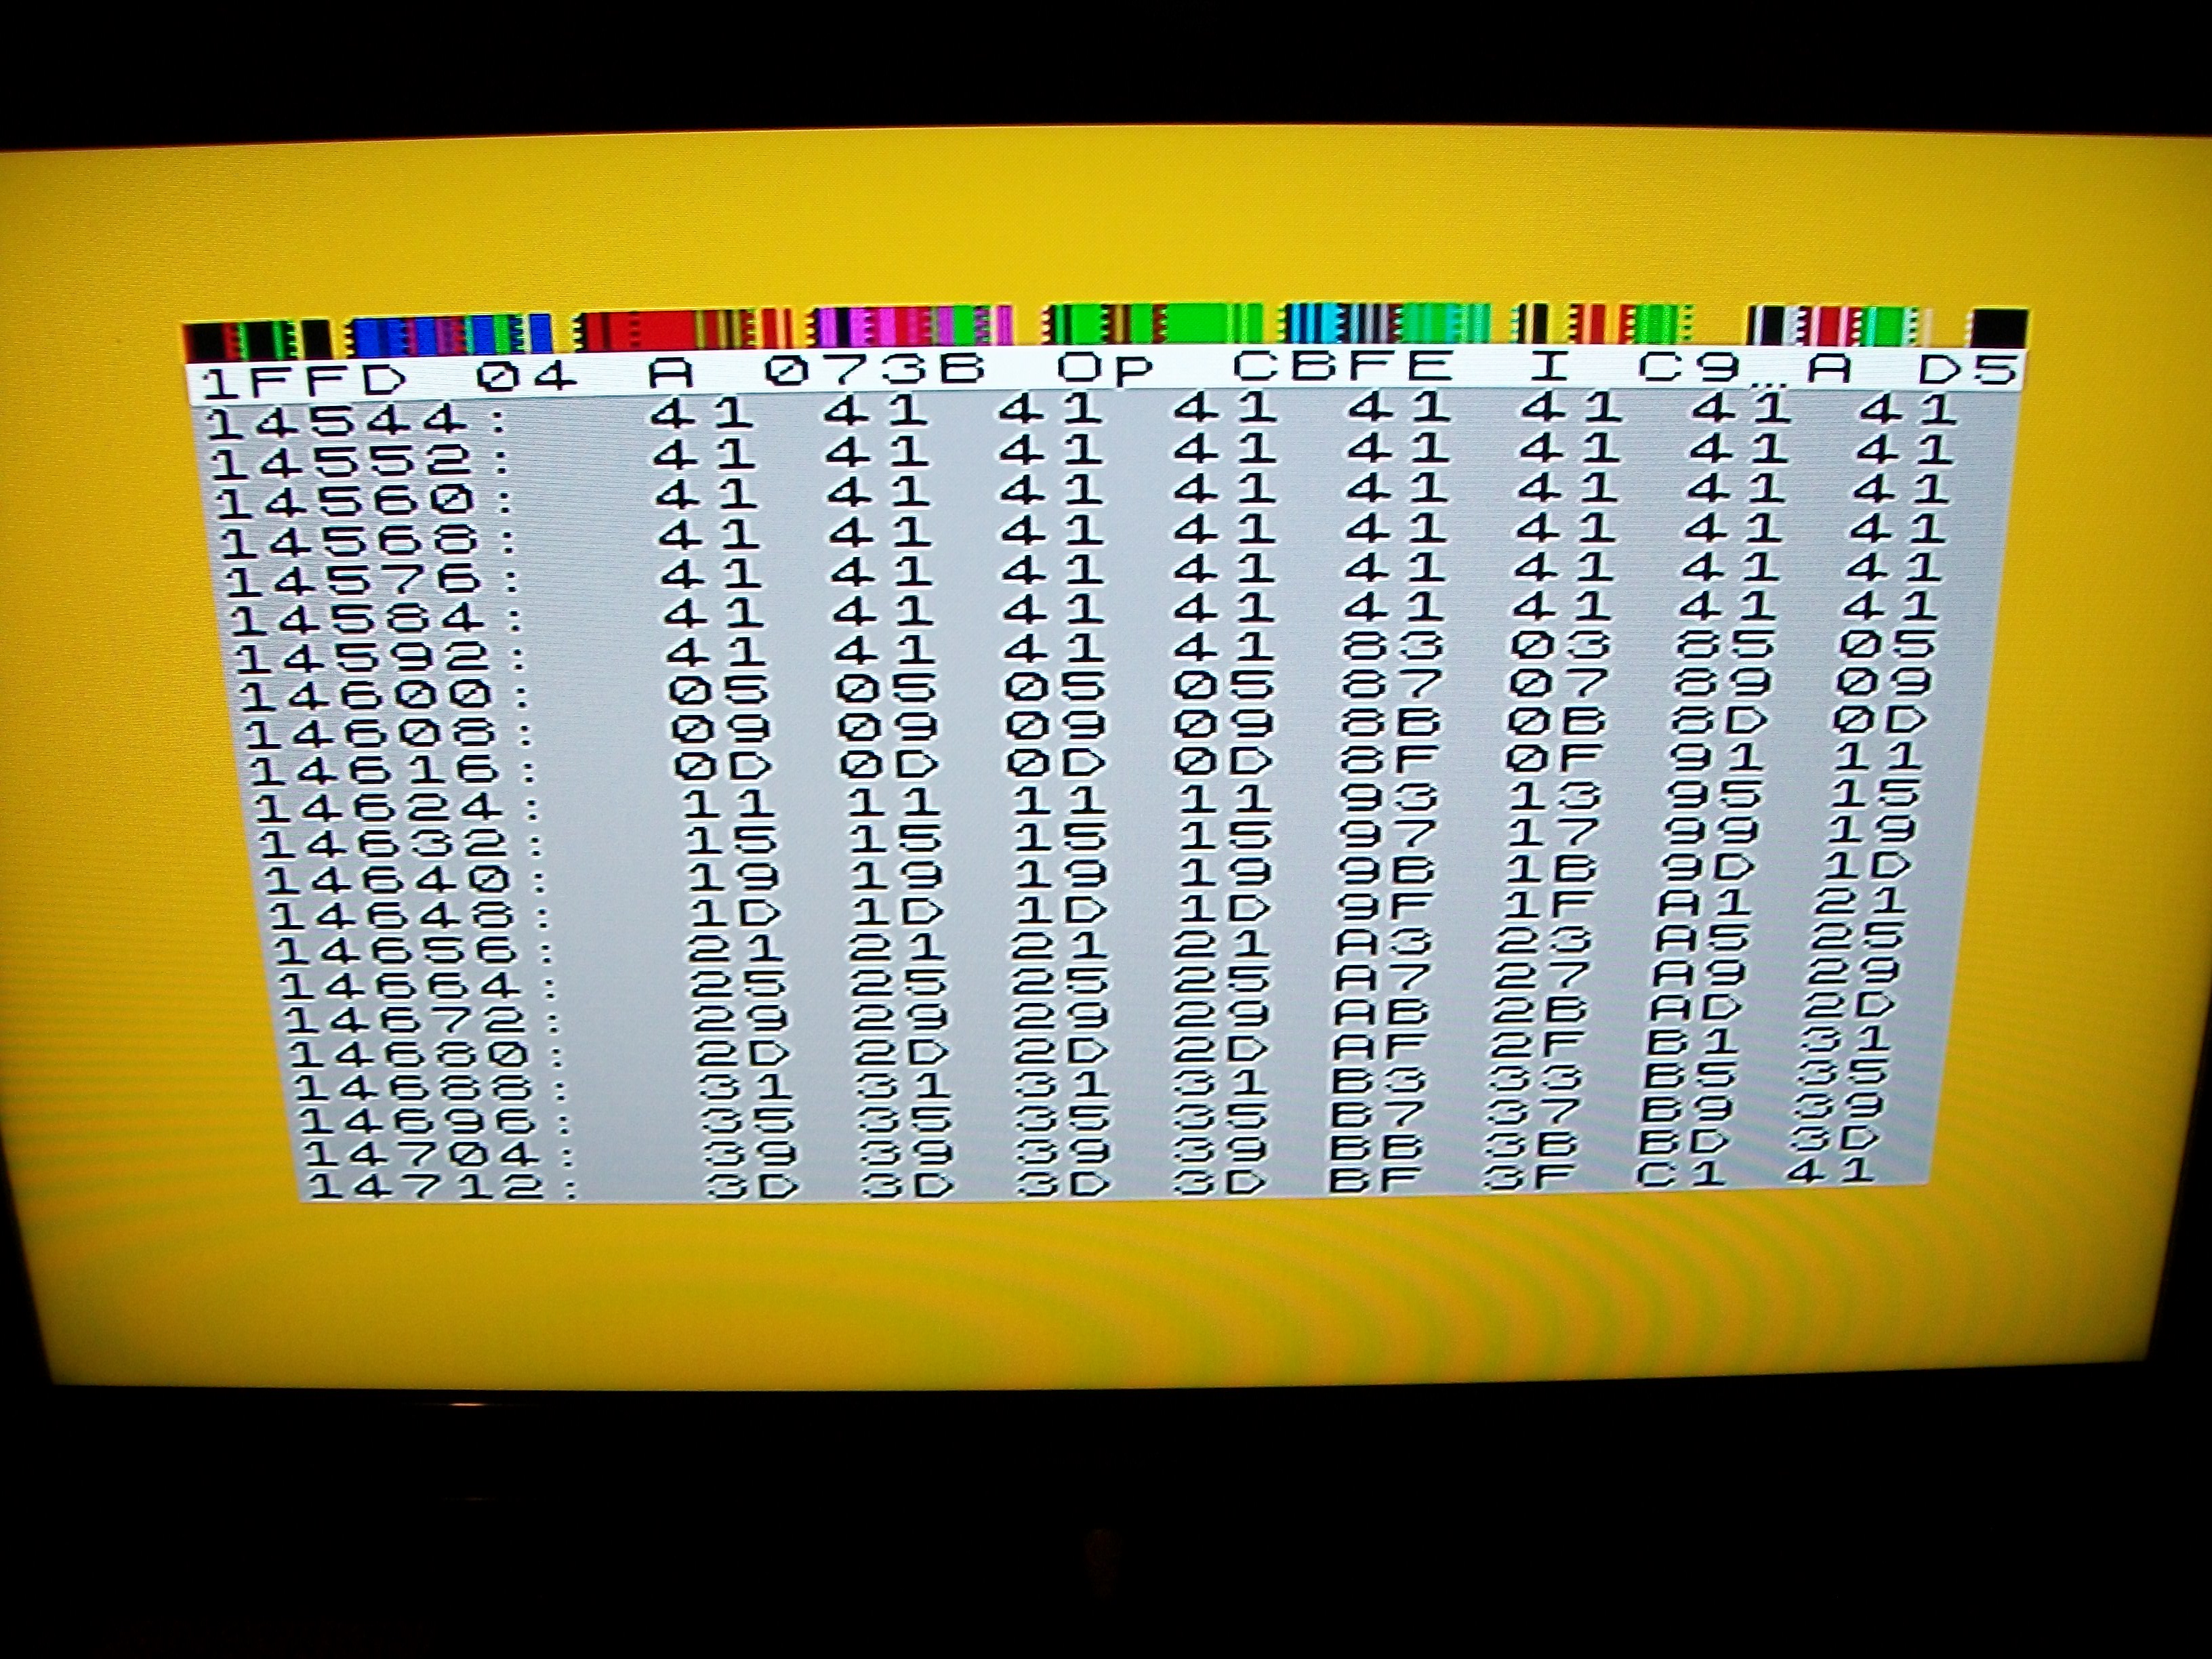 1FFD 04 A 073B Op CBFE I C9… A D5
14544: 41 41 41 41 41 41 41 41
14552: 41 41 41 41 41 41 41 41
14560: 41 41 41 41 41 41 41 41
14568: 41 41 41 41 41 41 41 41
14576: 41 41 41 41 41 41 41 41
14584: 41 41 41 41 41 41 41 41
14592: 41 41 41 41 83 03 85 05
14600: 05 05 05 05 87 07 89 09
14608: 09 09 09 09 8B 0B 8D 0D
14616: 0D 0D 0D 0D 8F 0F 91 11
14624: 11 11 11 11 93 13 95 15
14632: 15 15 15 15 97 17 99 19
14640: 19 19 19 19 9B 1B 9D 1D
14648: 1D 1D 1D 1D 9F 1F A1 21
14656: 21 21 21 21 A3 23 A5 25
14664: 25 25 25 25 A7 27 A9 29
14672: 29 29 29 29 AB 2B AD 2D
14680: 2D 2D 2D 2D AF 2F B1 31
14688: 31 31 31 31 B3 33 B5 35
14696: 35 35 35 35 B7 37 B9 39
14704: 39 39 39 39 BB 3B BD 3D
14712: 3D 3D 3D 3D BF 3F C1 41